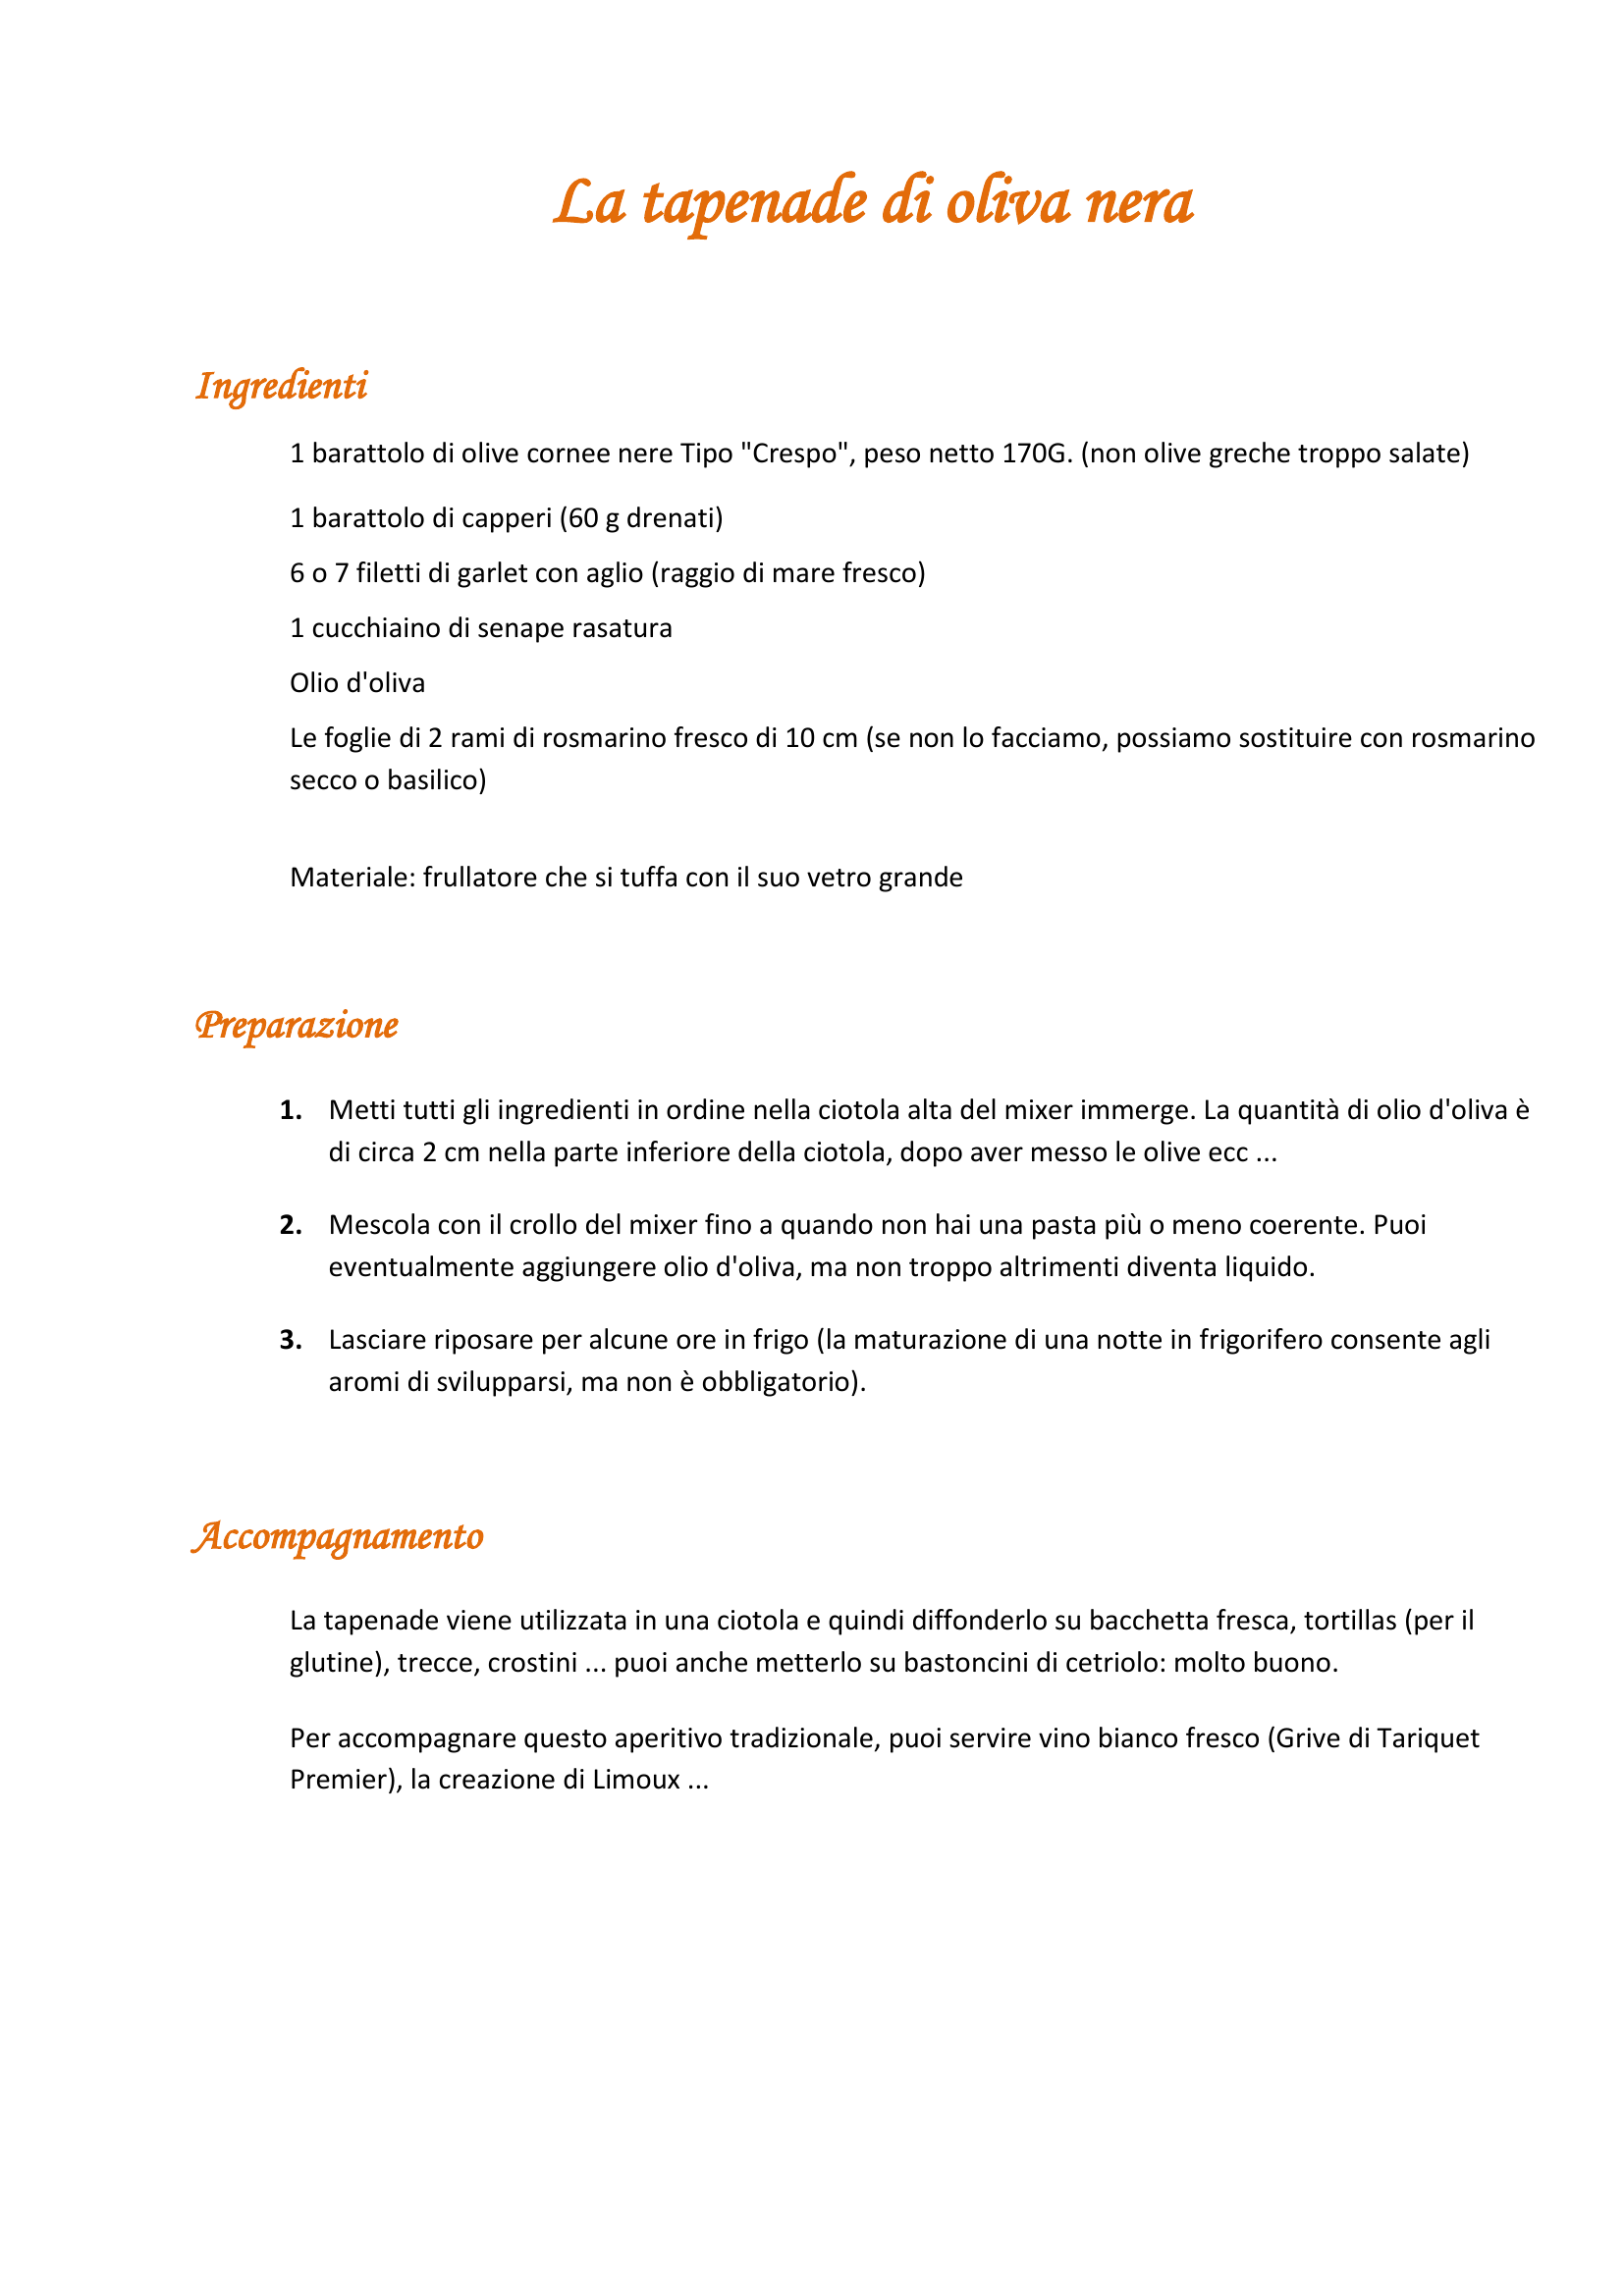 La tapenade di oliva nera
Ingredienti
1 barattolo di olive cornee nere Tipo "Crespo", peso netto 170G. (non olive greche troppo salate)
1 barattolo di capperi (60 g drenati)
6 o 7 filetti di garlet con aglio (raggio di mare fresco)
1 cucchiaino di senape rasatura
Olio d'oliva
Le foglie di 2 rami di rosmarino fresco di 10 cm (se non lo facciamo, possiamo sostituire con rosmarino
secco o basilico)
Materiale: frullatore che si tuffa con il suo vetro grande
Preparazione
1. Metti tutti gli ingredienti in ordine nella ciotola alta del mixer immerge. La quantità di olio d'oliva è
di circa 2 cm nella parte inferiore della ciotola, dopo aver messo le olive ecc ...
2. Mescola con il crollo del mixer fino a quando non hai una pasta più o meno coerente. Puoi
eventualmente aggiungere olio d'oliva, ma non troppo altrimenti diventa liquido.
3. Lasciare riposare per alcune ore in frigo (la maturazione di una notte in frigorifero consente agli
aromi di svilupparsi, ma non è obbligatorio).
Accompagnamento
La tapenade viene utilizzata in una ciotola e quindi diffonderlo su bacchetta fresca, tortillas (per il
glutine), trecce, crostini ... puoi anche metterlo su bastoncini di cetriolo: molto buono.
Per accompagnare questo aperitivo tradizionale, puoi servire vino bianco fresco (Grive di Tariquet
Premier), la creazione di Limoux ...